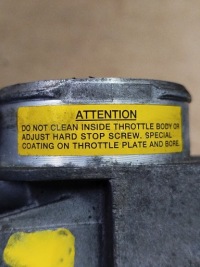 ATTENTION
DO NOT CLEAN INSIDE THROTTLE BODY OR
ADJUST HARD STOP SCREW. SPECIAL
COATING ON THROTTLE PLATE AND BORE.